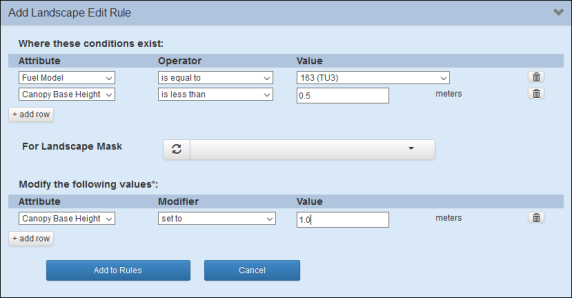 Add Landscape Edit Rule
Where these conditions exist:
Attribute Operator Value
Fuel Model is equal to 163 (TU3)
Canopy Base Height is less than 0.5 meters
+ add row
For Landscape Mask
Modify the following values*:
Attribute Modifier Value
Canopy Base Height set to 1.0 meters
+ add row
Add to Rules Cancel